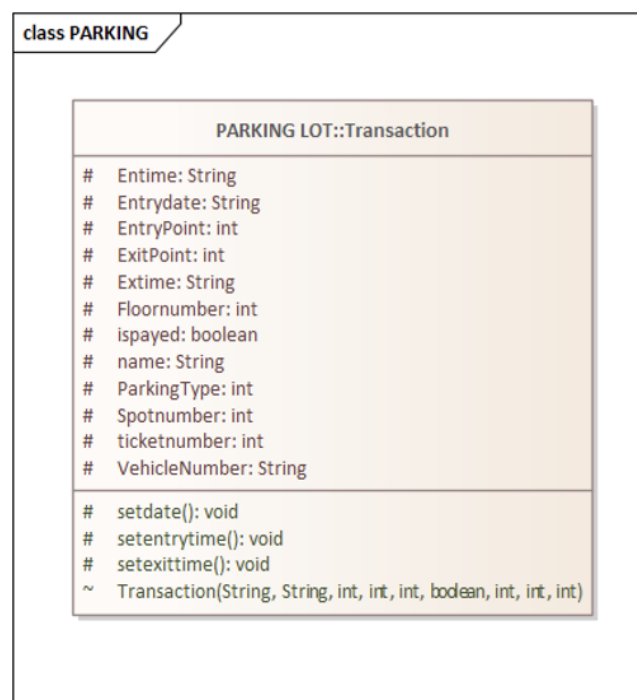 class PARKING
PARKING LOT::Transaction
# Entime: String
# Entrydate: String
# EntryPoint: int
# ExitPoint: int
# Extime: String
# Floornumber: int
# ispayed: boolean
# name: String
# ParkingType: int
# Spotnumber: int
# ticketnumber: int
# VehicleNumber: String
# setdate(): void
# setentrytime(): void
# setexittime(): void
~ Transaction(String, String, int, int, int, boolean, int, int, int)